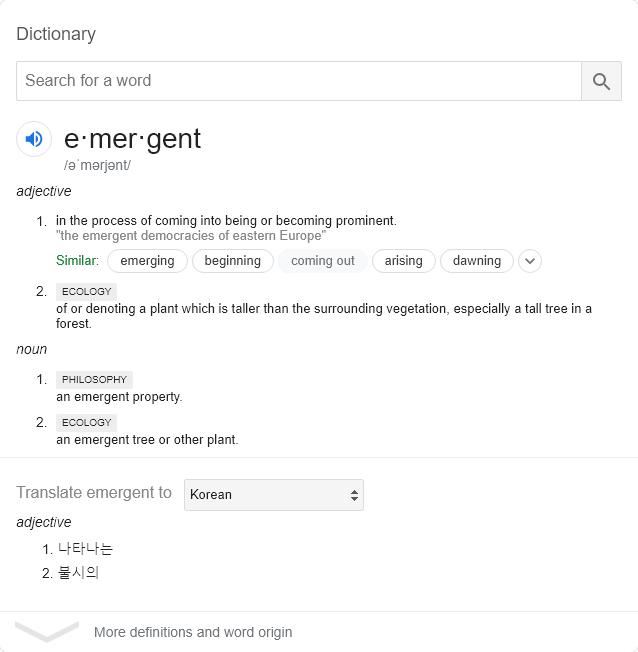 Dictionary
Search for a word
e·mer·gent
/əˈmərjənt/
adjective
1. in the process of coming into being or becoming prominent.
"the emergent democracies of eastern Europe"
Similar: emerging beginning coming out arising dawning
2. ECOLOGY
of or denoting a plant which is taller than the surrounding vegetation, especially a tall tree in a
forest.
noun
1. PHILOSOPHY
an emergent property.
2. ECOLOGY
an emergent tree or other plant.
Translate emergent to Korean
adjective
1. 나타나는
2. 불시의
More definitions and word origin